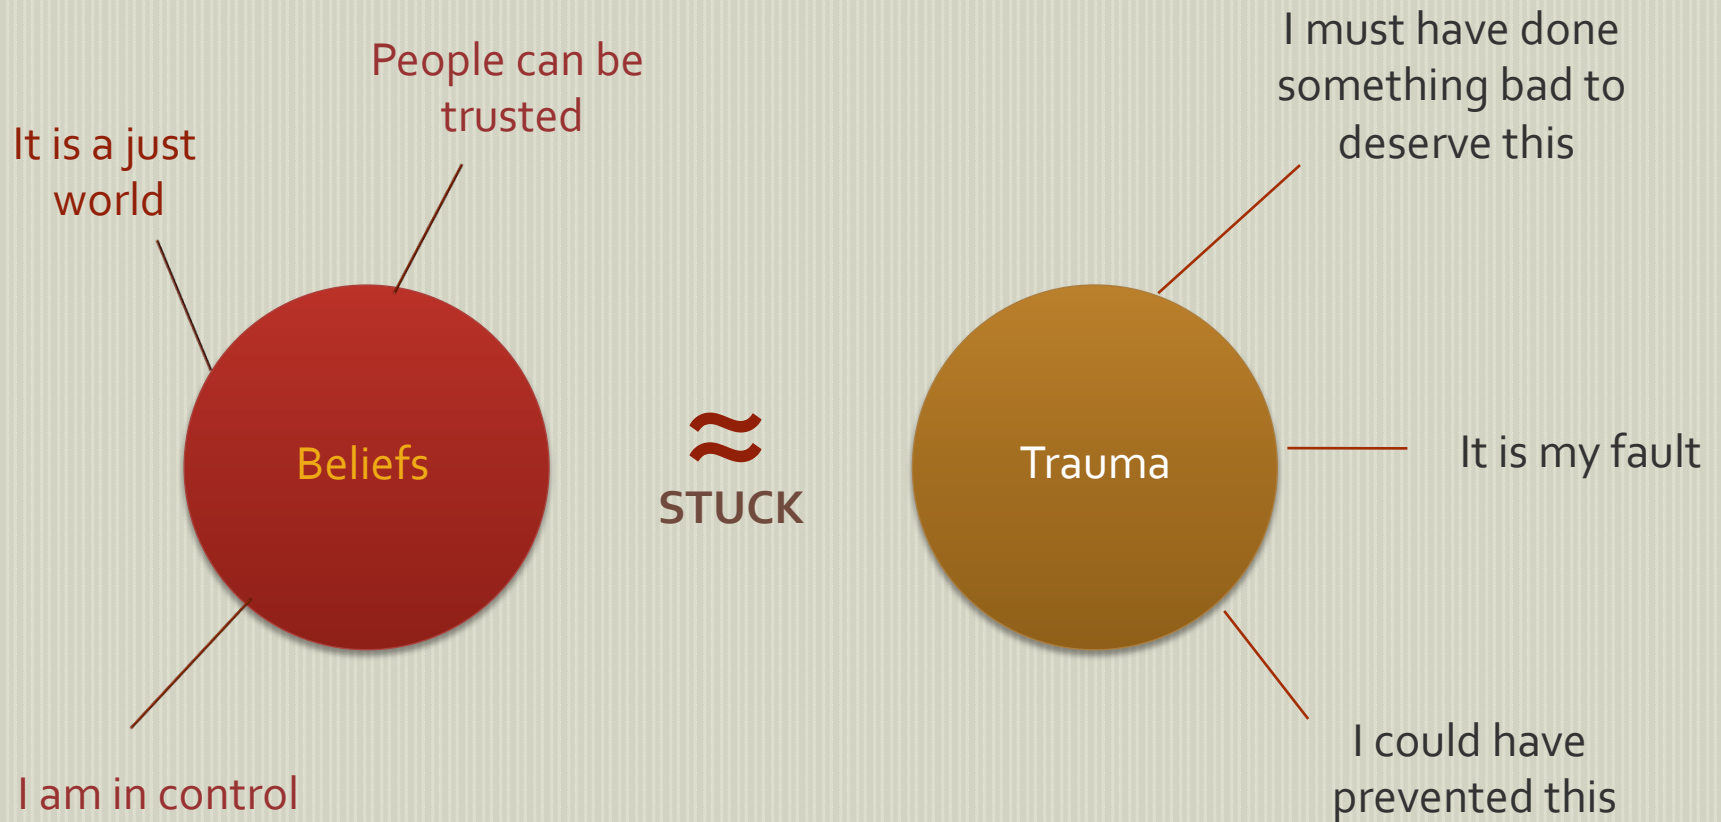 People can be
trusted
It is a just
world
Beliefs
I am in control
≈
STUCK
I must have done
something bad to
deserve this
Trauma
It is my fault
I could have
prevented this